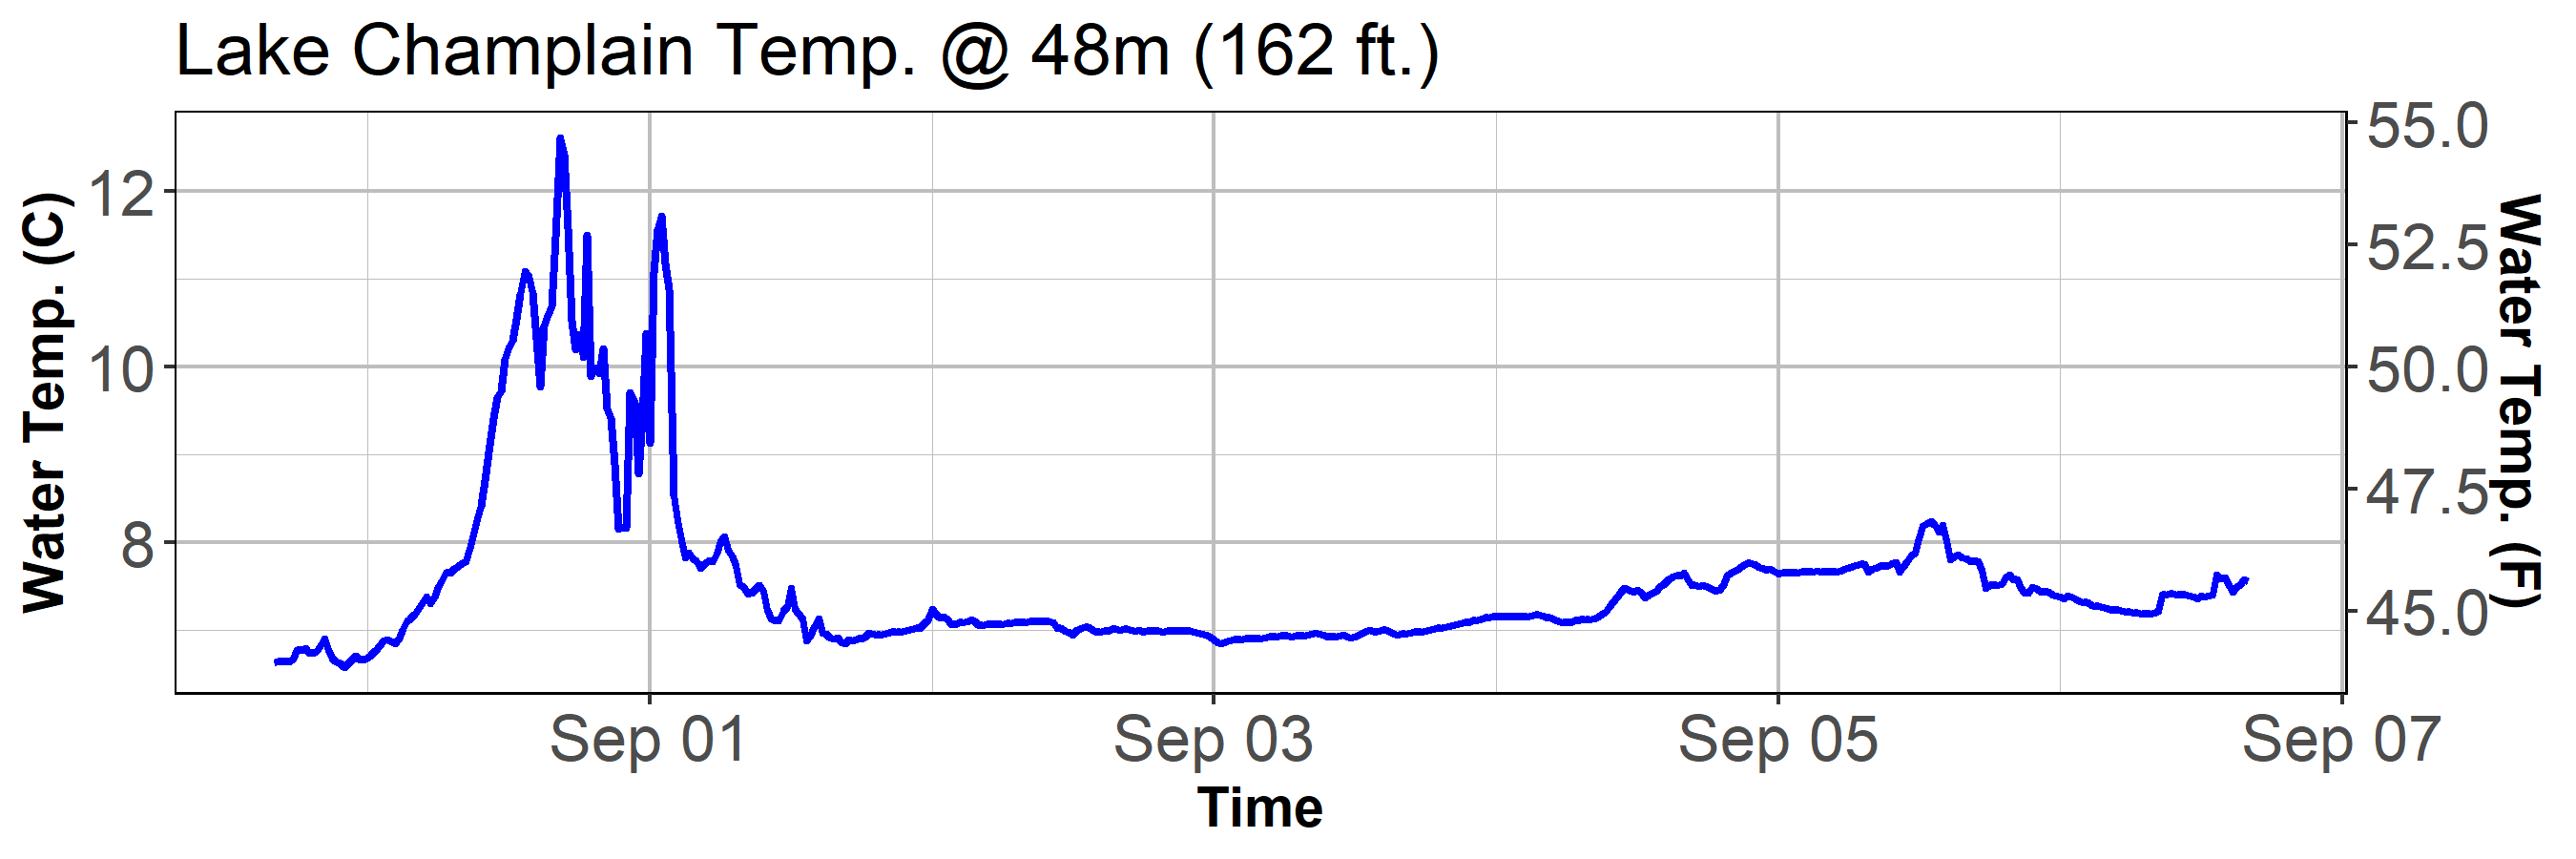 Lake Champlain Temp. @ 48m (162 ft.)
Water Temp. (C)
12
10
8
55.0
52.5
50.0
47.5
45.0
Water Temp. (F)
Sep 01
Sep 03
Sep 05
Sep 07
Time